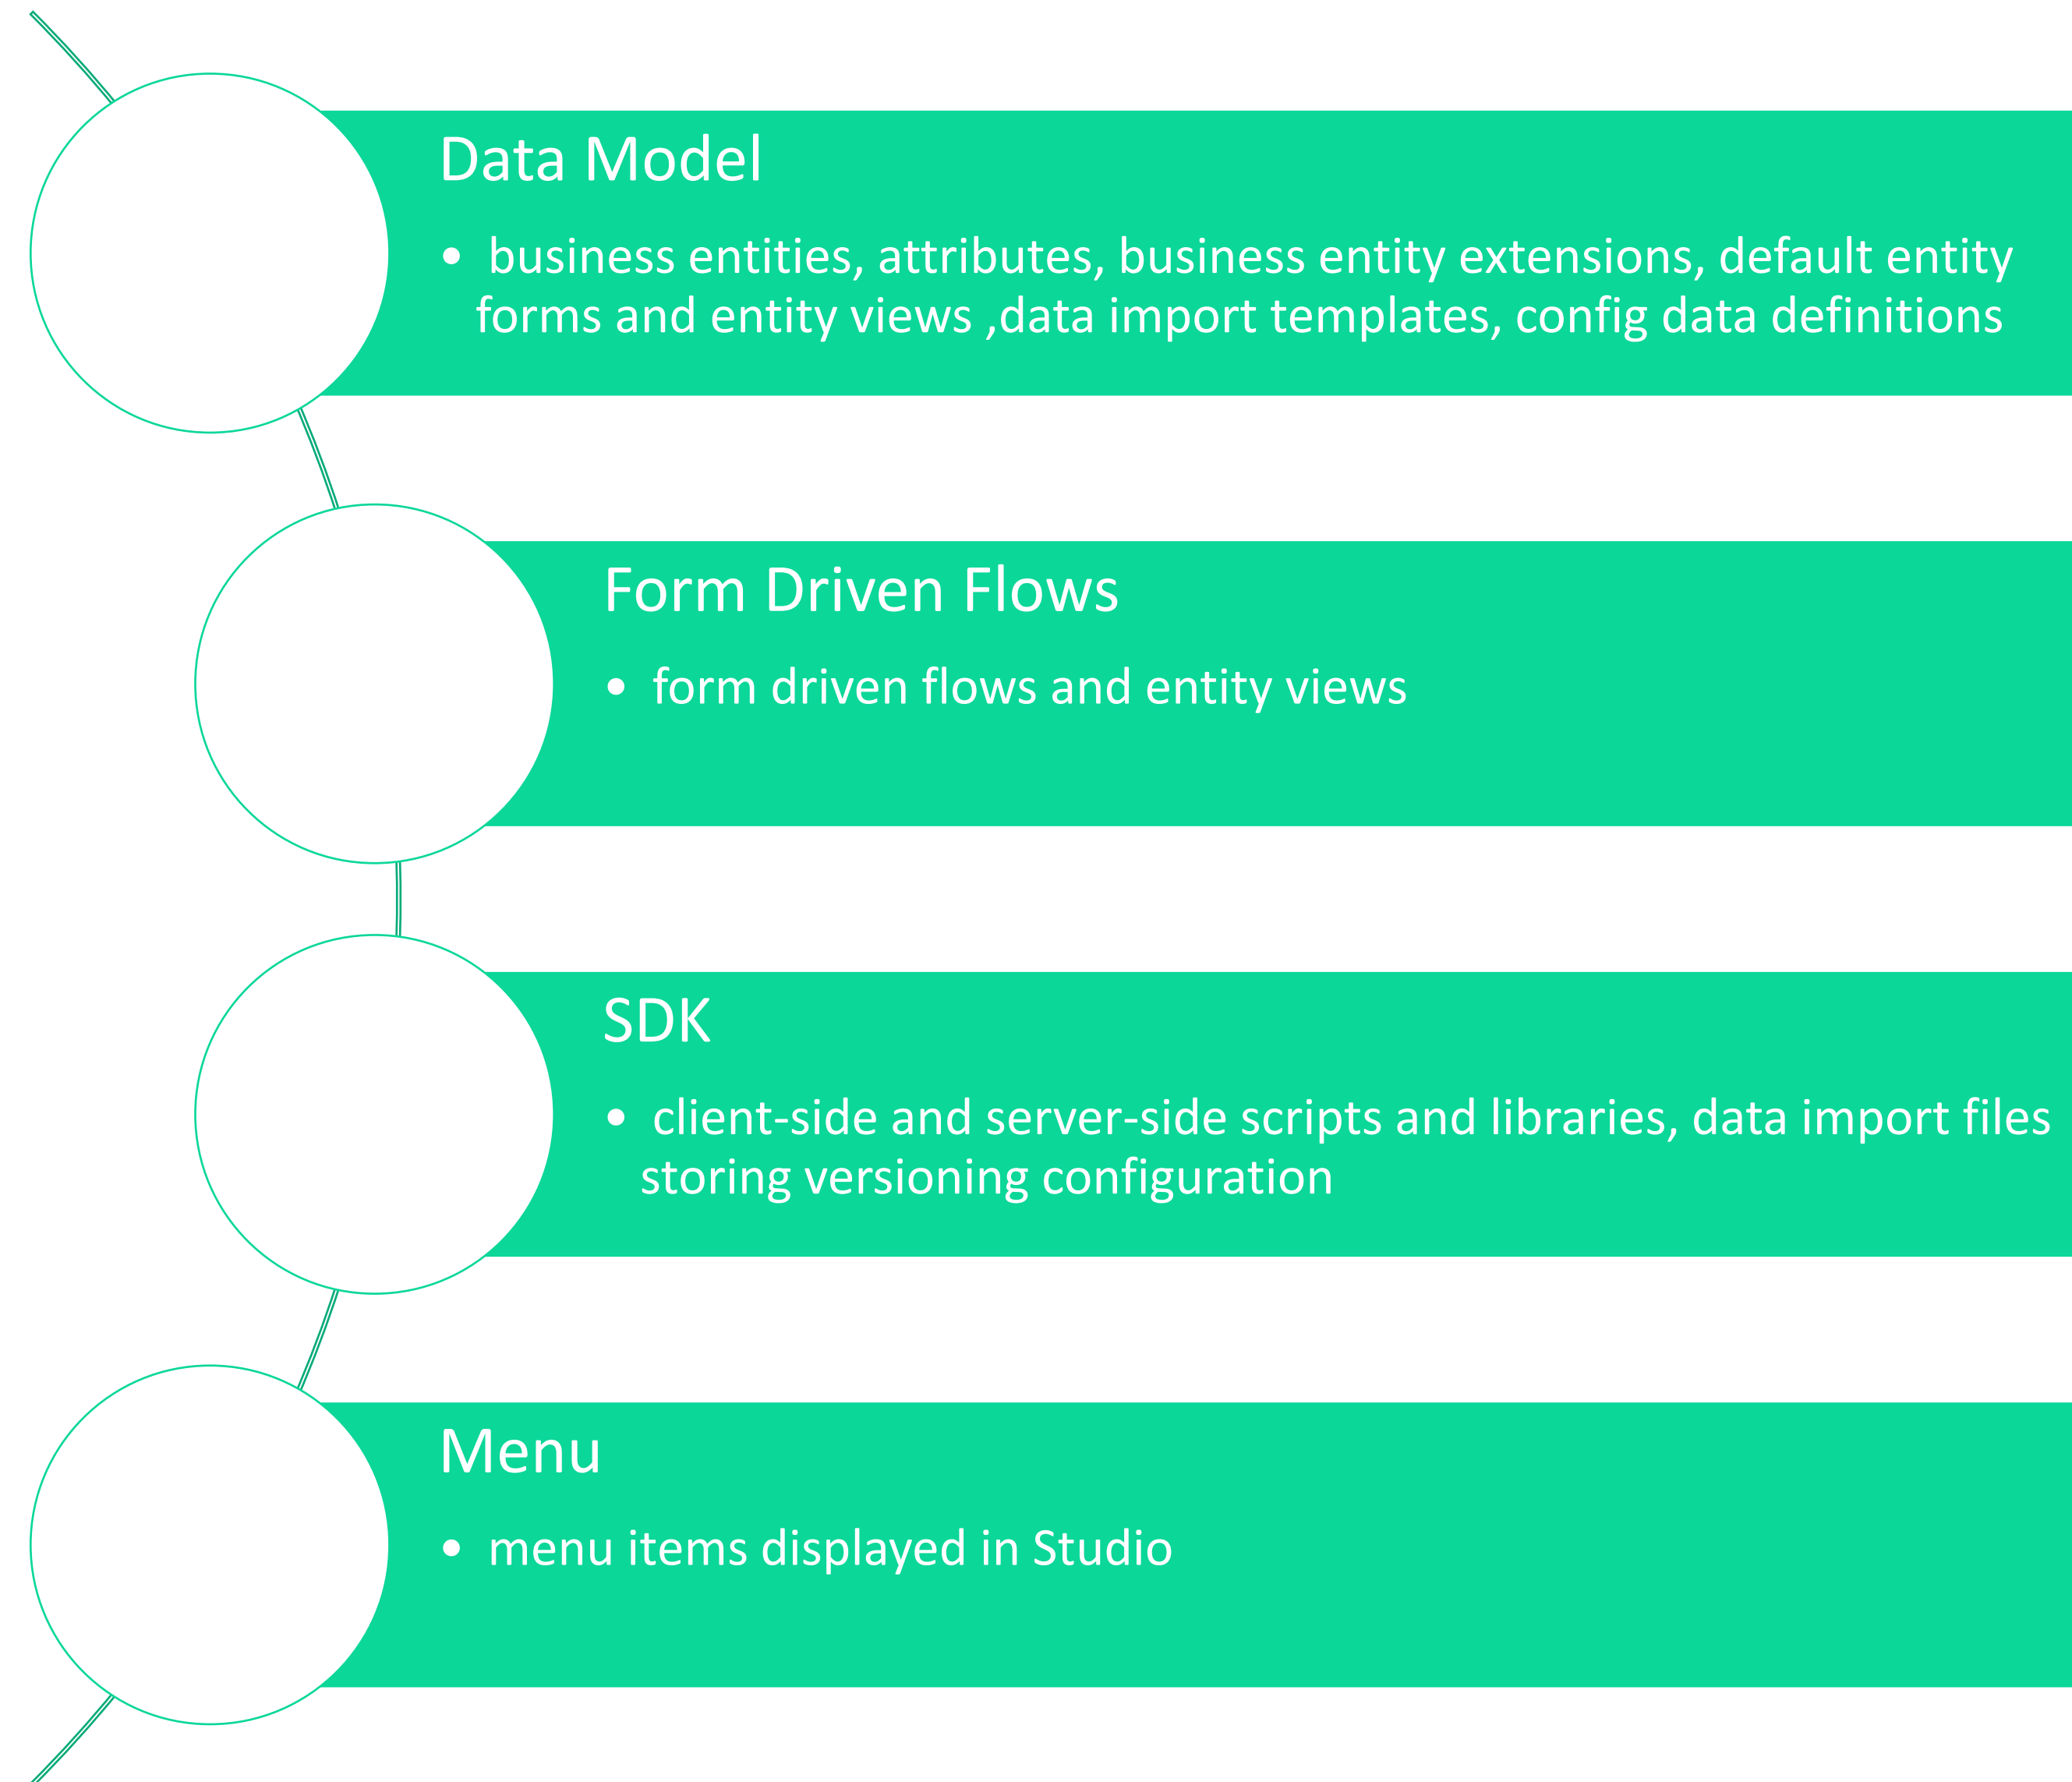 Data Model
• business entities, attributes, business entity extensions, default entity
forms and entity views ,data import templates, config data definitions
Form Driven Flows
• form driven flows and entity views
SDK
• client-side and server-side scripts and libraries, data import files
storing versioning configuration
Menu
• menu items displayed in Studio